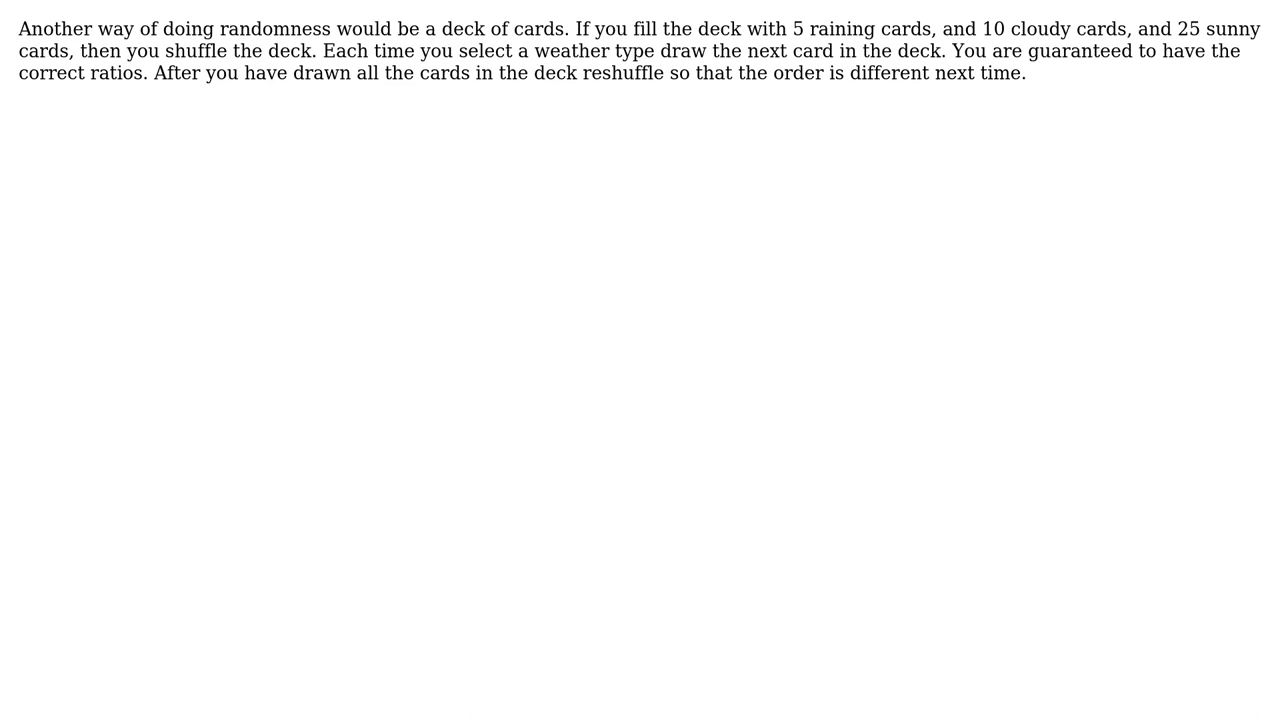 Another way of doing randomness would be a deck of cards. If you fill the deck with 5 raining cards, and 10 cloudy cards, and 25 sunny
cards, then you shuffle the deck. Each time you select a weather type draw the next card in the deck. You are guaranteed to have the
correct ratios. After you have drawn all the cards in the deck reshuffle so that the order is different next time.